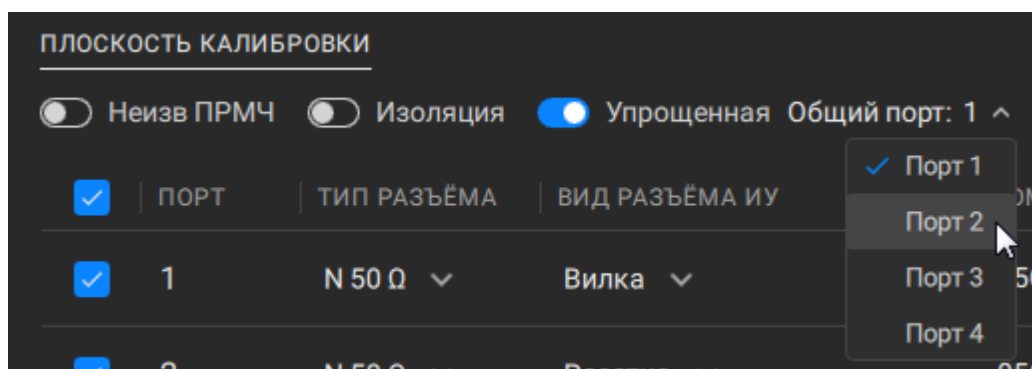 ПЛОСКОСТЬ КАЛИБРОВКИ
Неизв ПРМЧ Изоляция Упрощенная Общий порт: 1
Порт 1
ПОРТ ТИП РАЗЪЁМА ВИД РАЗЪЁМА ИУ
Порт 2
1 N 50 Ω Вилка
Порт 3
Порт 4